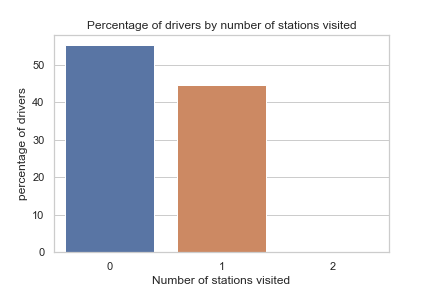 Percentage of drivers by number of stations visited
percentage of drivers
50
40
30
20
10
0
0 1 2
Number of stations visited